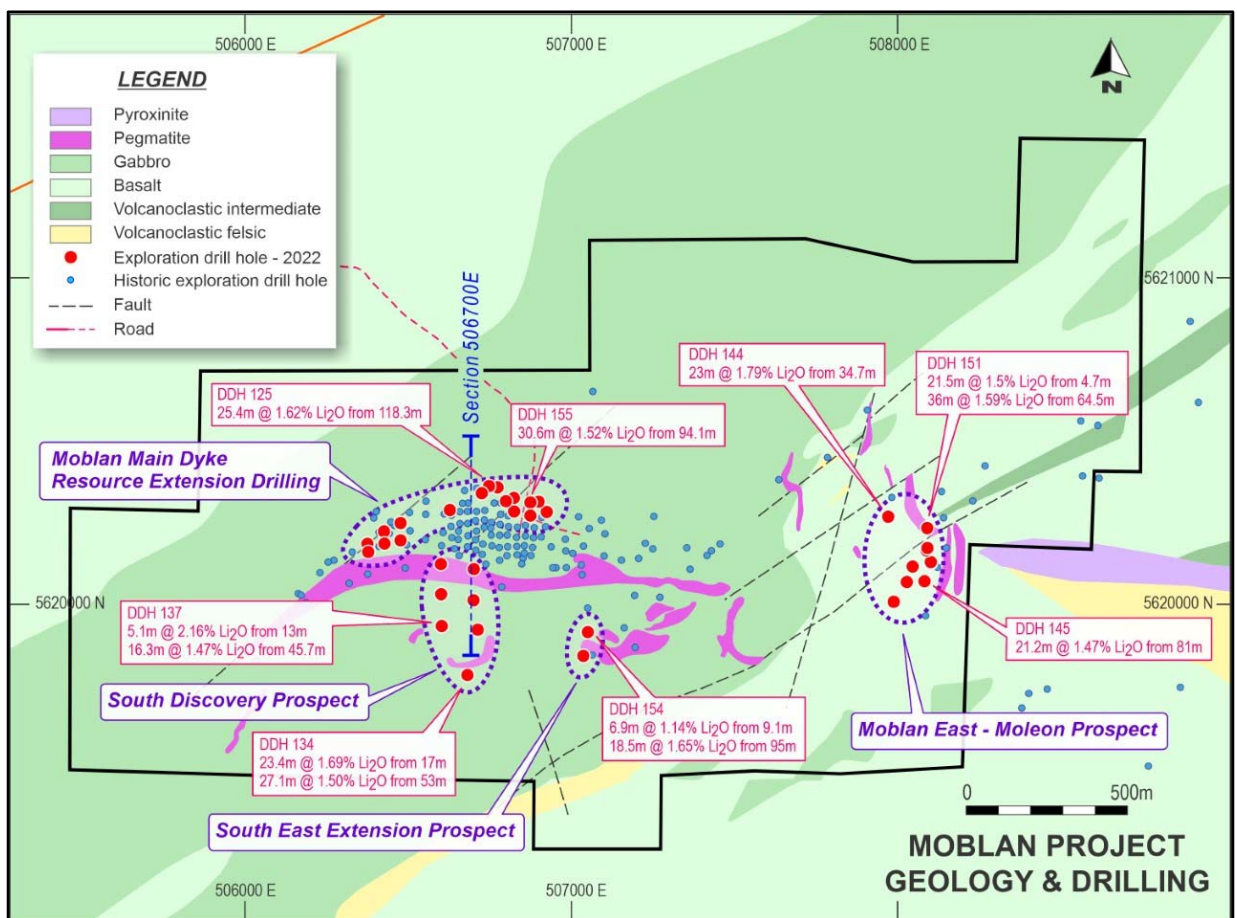 506000 E
507000 E
508000 E
LEGEND
Pyroxinite
Pegmatite
Gabbro
Basalt
Volcanoclastic intermediate
Volcanoclastic felsic
Exploration drill hole - 2022
Historic exploration drill hole
Fault
Road
N
5621000 N
Section 506700E
DDH 125
25.4m @ 1.62% Li2O from 118.3m
DDH 155
30.6m @ 1.52% Li2O from 94.1m
DDH 144
23m @ 1.79% Li2O from 34.7m
DDH 151
21.5m @ 1.5% Li2O from 4.7m
36m @ 1.59% Li2O from 64.5m
Moblan Main Dyke
Resource Extension Drilling
5620000 N
5620000 N
DDH 137
5.1m @ 2.16% Li2O from 13m
16.3m @ 1.47% Li2O from 45.7m
DDH 145
21.2m @ 1.47% Li2O from 81m
South Discovery Prospect
DDH 134
23.4m @ 1.69% Li2O from 17m
27.1m @ 1.50% Li2O from 53m
DDH 154
6.9m @ 1.14% Li2O from 9.1m
18.5m @ 1.65% Li2O from 95m
Moblan East - Moleon Prospect
South East Extension Prospect
0 500m
MOBLAN PROJECT
GEOLOGY & DRILLING
506000 E
507000 E
508000 E